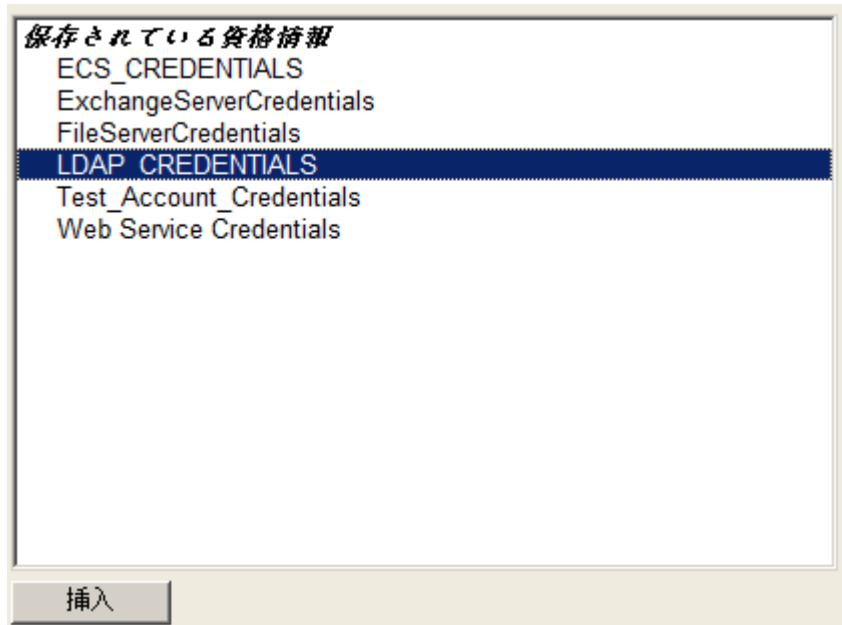 保存されている資格情報
ECS_CREDENTIALS
ExchangeServerCredentials
FileServerCredentials
LDAP_CREDENTIALS
Test_Account_Credentials
Web Service Credentials
挿入